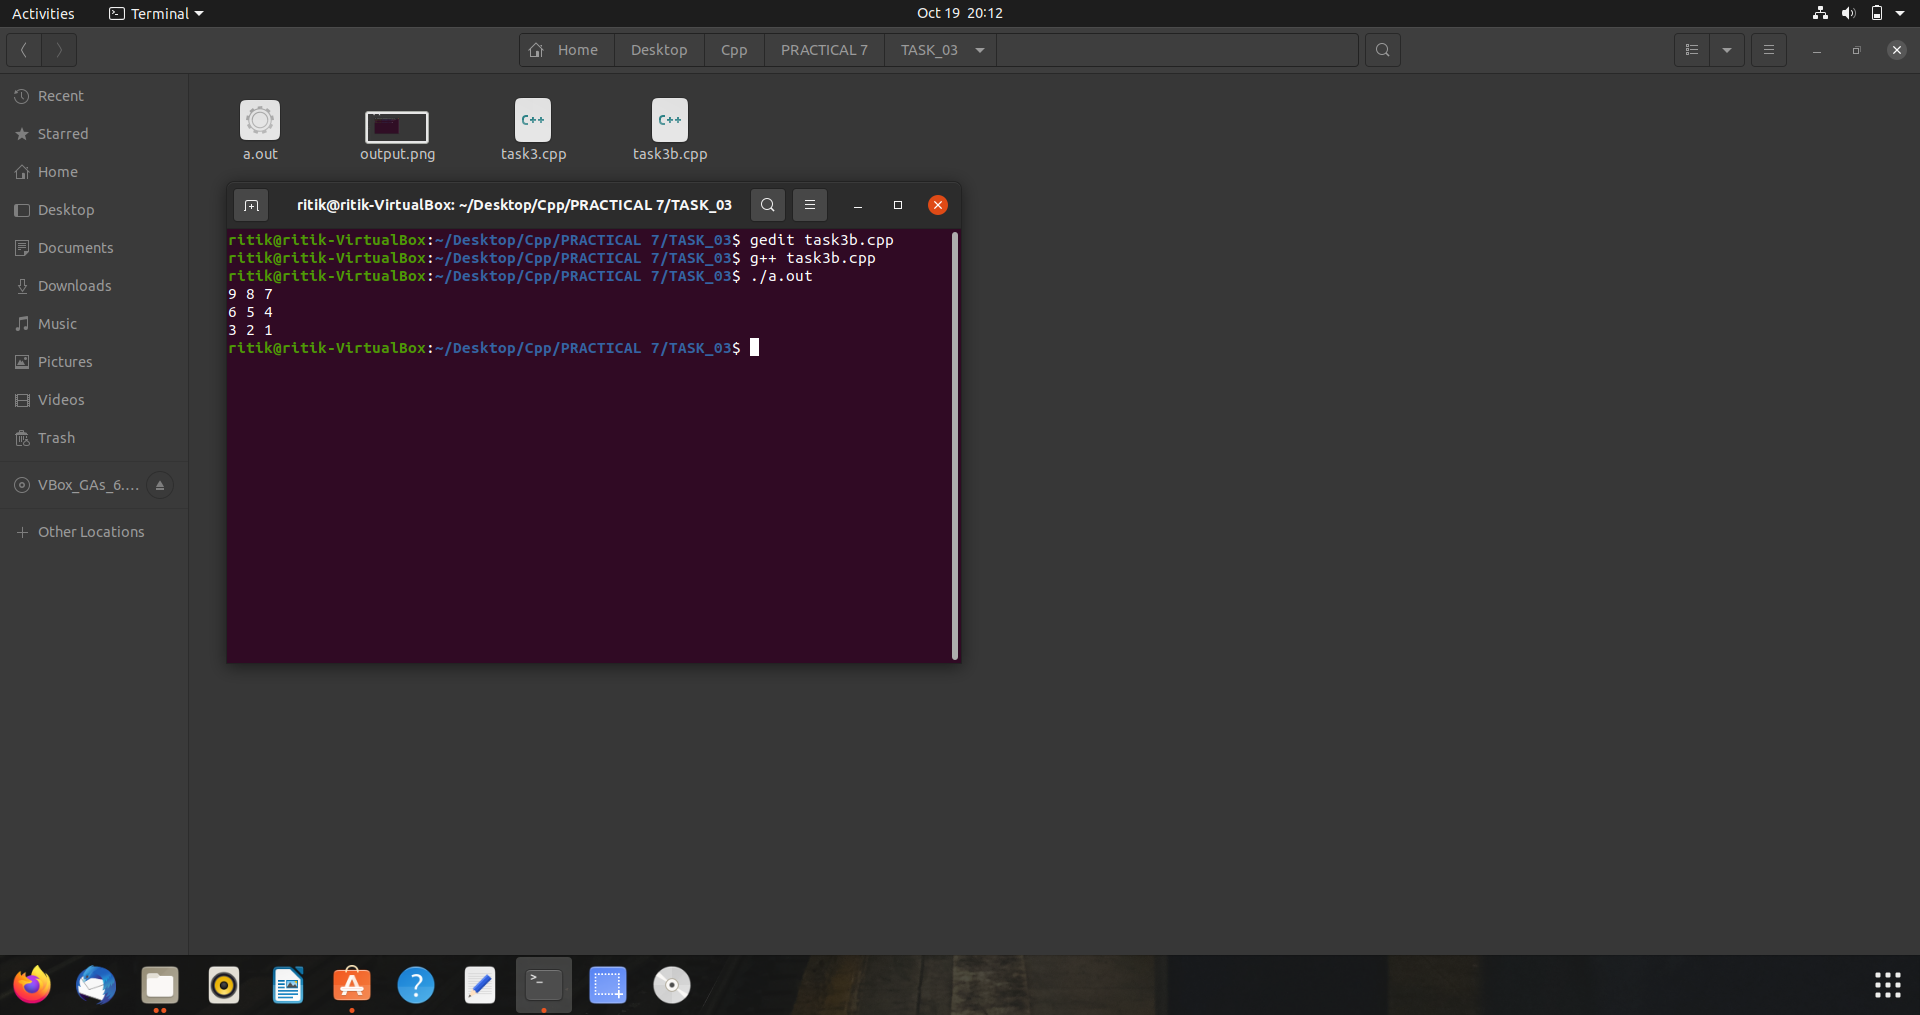 Activities
Terminal
Oct 19 20:12
Home
Desktop
Cpp
PRACTICAL 7
TASK_03
Recent
Starred
Home
Desktop
Documents
Downloads
Music
Pictures
Videos
Trash
VBox_GAs_6....
Other Locations
a.out
output.png
C++
task3.cpp
C++
task3b.cpp
ritik@ritik-VirtualBox: ~/Desktop/Cpp/PRACTICAL 7/TASK_03
ritik@ritik-VirtualBox:~/Desktop/Cpp/PRACTICAL 7/TASK_03$ gedit task3b.cpp
ritik@ritik-VirtualBox:~/Desktop/Cpp/PRACTICAL 7/TASK_03$ g++ task3b.cpp
ritik@ritik-VirtualBox:~/Desktop/Cpp/PRACTICAL 7/TASK_03$ ./a.out
9 8 7
6 5 4
3 2 1
ritik@ritik-VirtualBox:~/Desktop/Cpp/PRACTICAL 7/TASK_03$